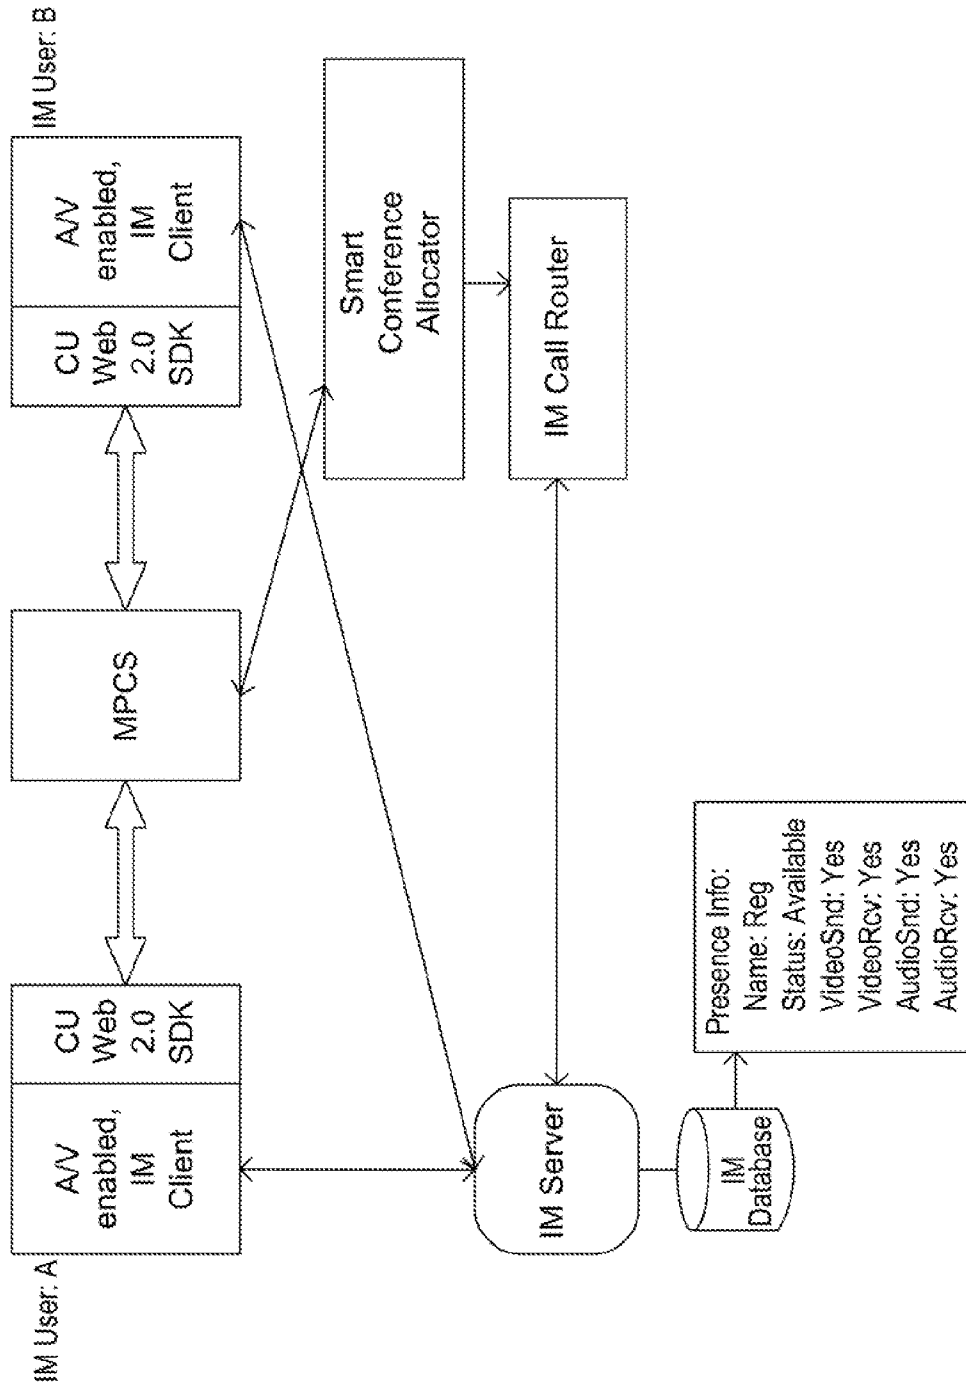 IM User: A
A/V
enabled,
IM
Client
CU
Web
2.0
SDK
MPCS
CU
Web
2.0
SDK
A/V
enabled,
IM
Client
IM User: B
Smart
Conference
Allocator
IM Call Router
IM Server
IM
Database
Presence Info:
Name: Reg
Status: Available
VideoSnd: Yes
VideoRcv: Yes
AudioSnd: Yes
AudioRcv: Yes